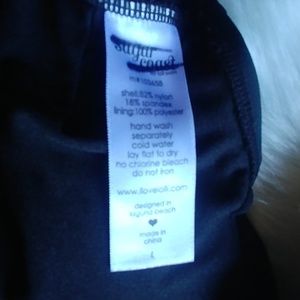 sugar
coast
shell:82% nylon
18% spandex
lining:100% polyester
hand wash
separately
cold water
lay flat to dry
no chlorine bleach
do not iron
www.ilovelolli.com
designed in
laguna beach
made in
china
L